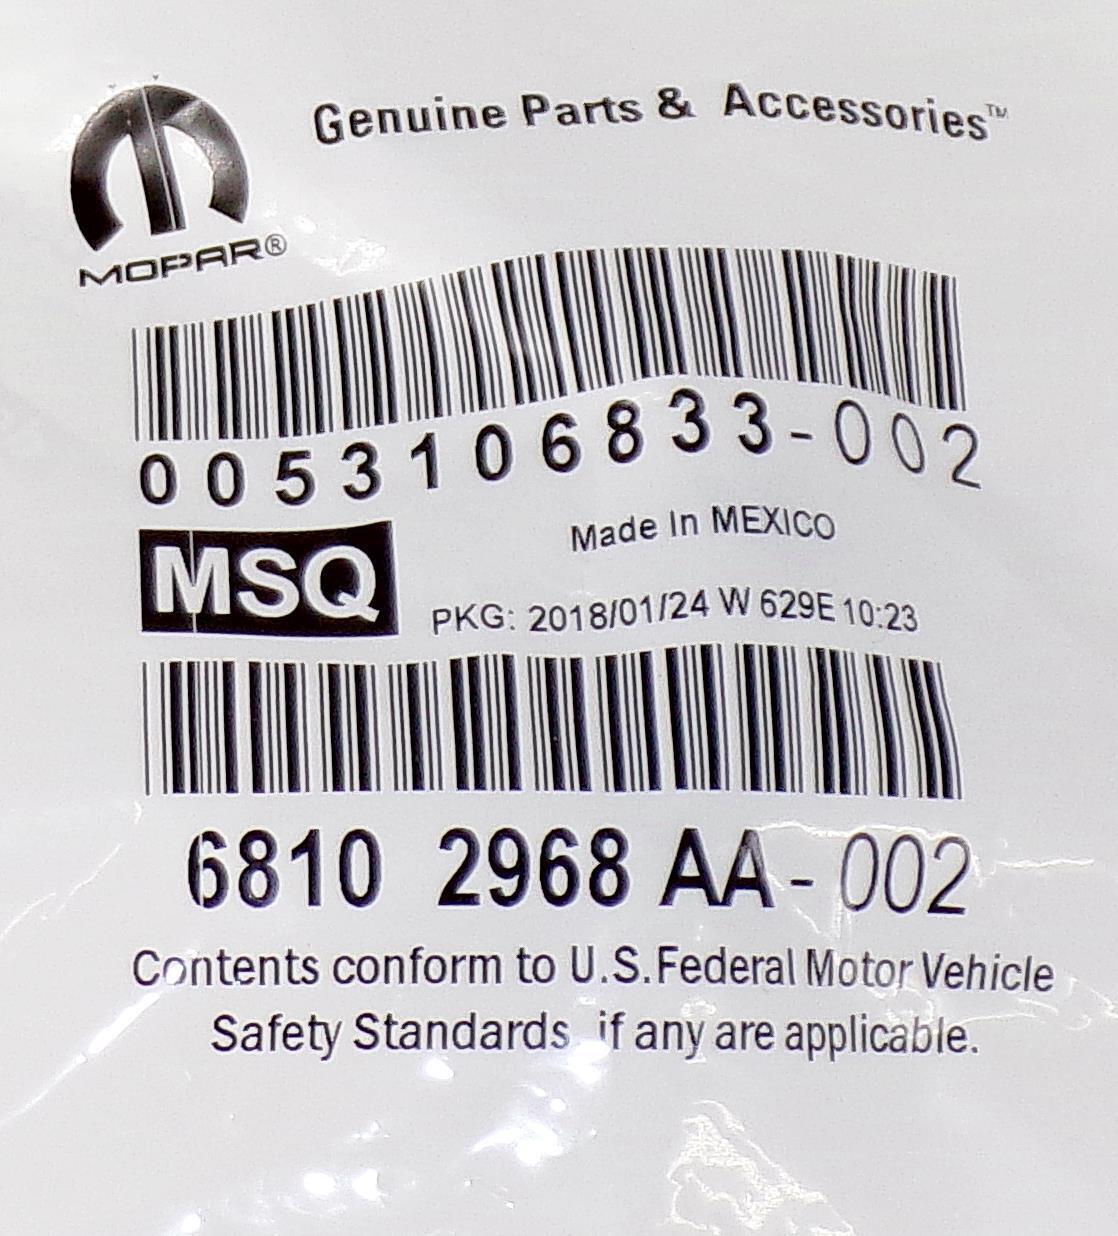 Genuine Parts & Accessories™
MOPAR®
0053106833-002
MSQ
Made In MEXICO
PKG: 2018/01/24 W 629E 10:23
6810 2968 AA-002
Contents conform to U.S.Federal Motor Vehicle
Safety Standards if any are applicable.